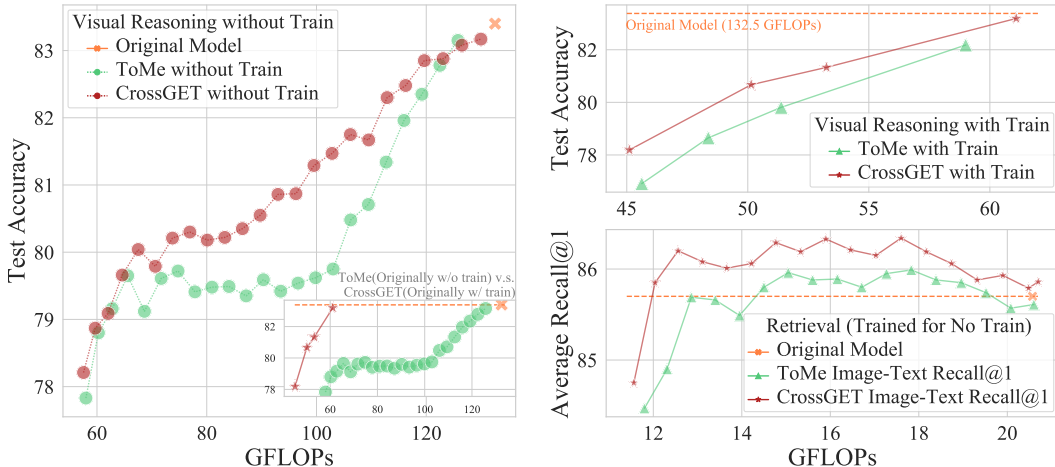 Visual Reasoning without Train
Original Model
ToMe without Train
CrossGET without Train
Test Accuracy
83
82
81
80
79
78
60
80
100
120
GFLOPs
ToMe(Originally w/o train) v.s.
CrossGET(Originally w/ train)
82
80
78
60
80
100
120
Original Model (132.5 GFLOPs)
Test Accuracy
82
80
78
45
50
55
60
Visual Reasoning with Train
ToMe with Train
CrossGET with Train
Average Recall@1
86
85
12
14
16
18
20
GFLOPs
Retrieval (Trained for No Train)
Original Model
ToMe Image-Text Recall@1
CrossGET Image-Text Recall@1